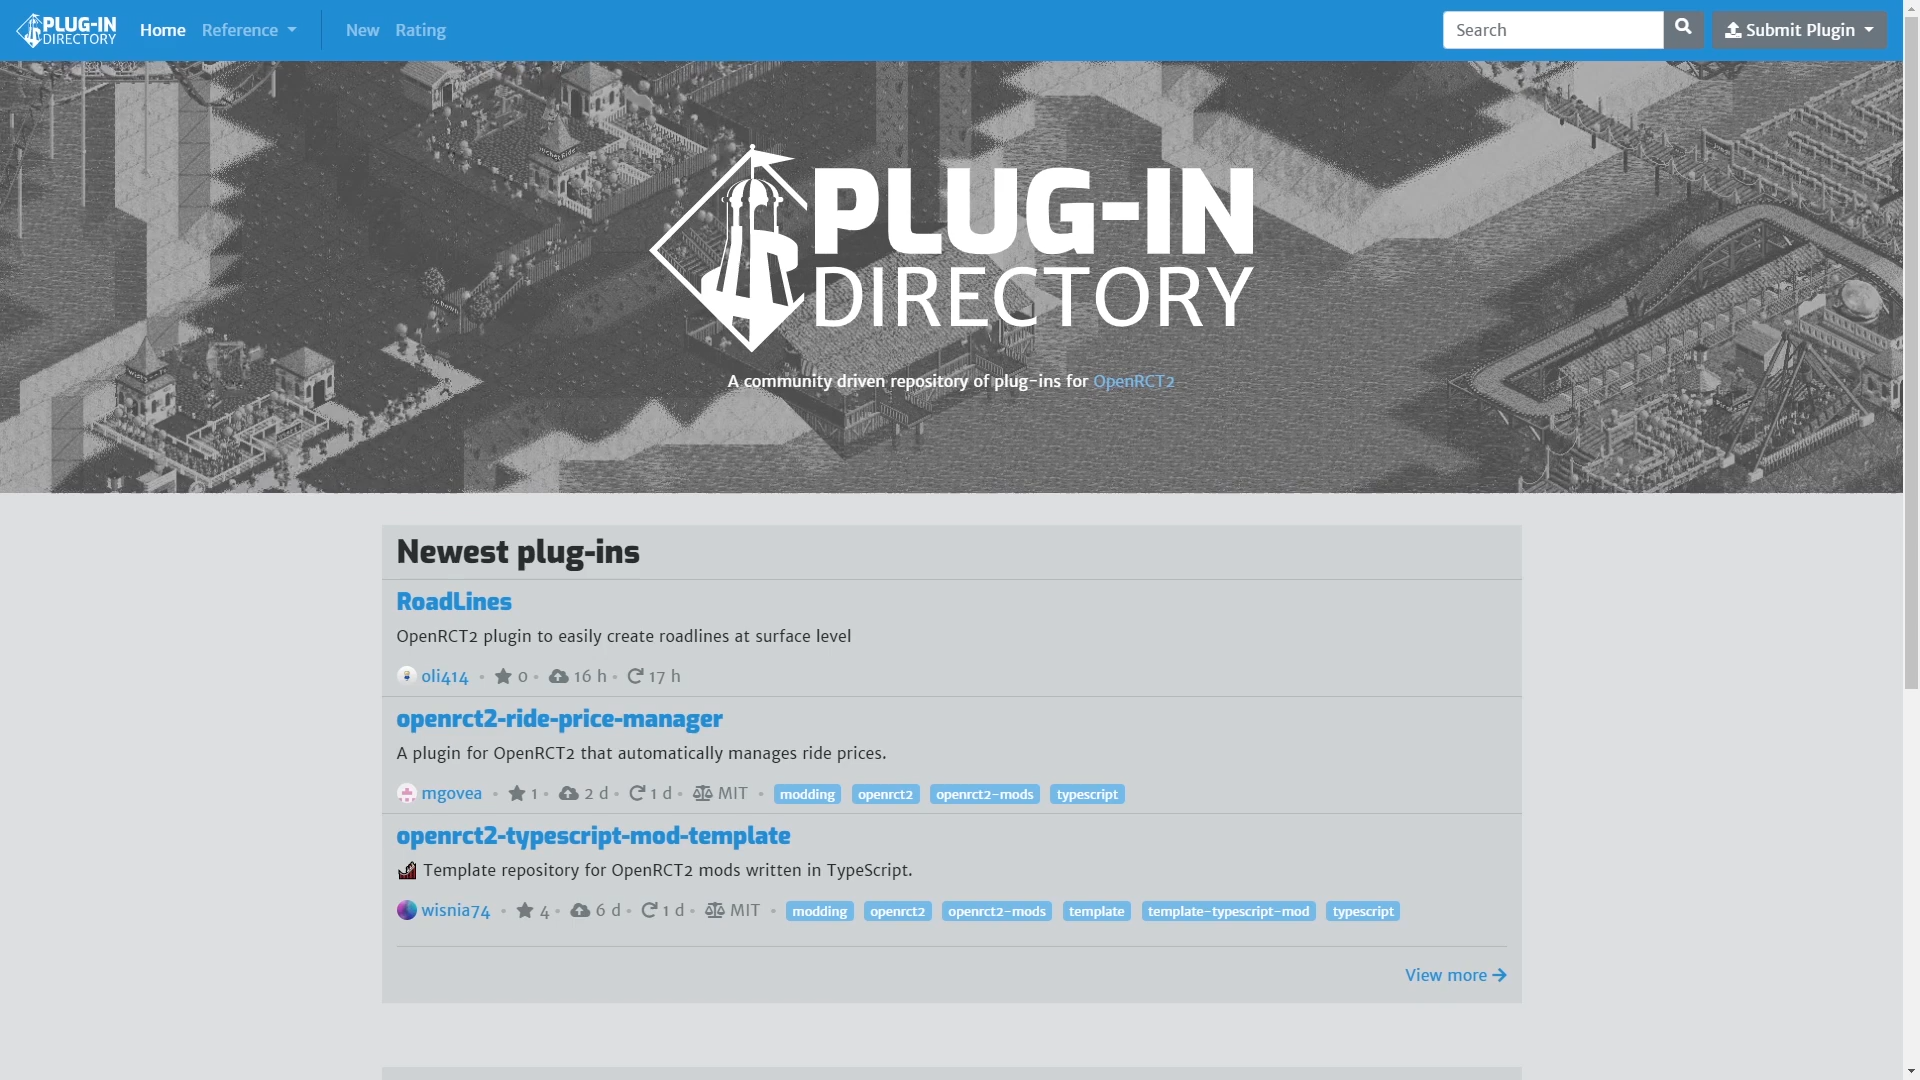 PLUG-IN
DIRECTORY
Home Reference New Rating Search Submit Plugin
PLUG-IN
DIRECTORY
A community driven repository of plug-ins for OpenRCT2
Newest plug-ins
RoadLines
OpenRCT2 plugin to easily create roadlines at surface level
oli414 • 0 • 16 h • 17 h
openrct2-ride-price-manager
A plugin for OpenRCT2 that automatically manages ride prices.
mgovea • 1 • 2 d • 1 d • MIT • modding openrct2 openrct2-mods typescript
openrct2-typescript-mod-template
Template repository for OpenRCT2 mods written in TypeScript.
wisnia74 • 4 • 6 d • 1 d • MIT • modding openrct2 openrct2-mods template template-typescript-mod typescript
View more